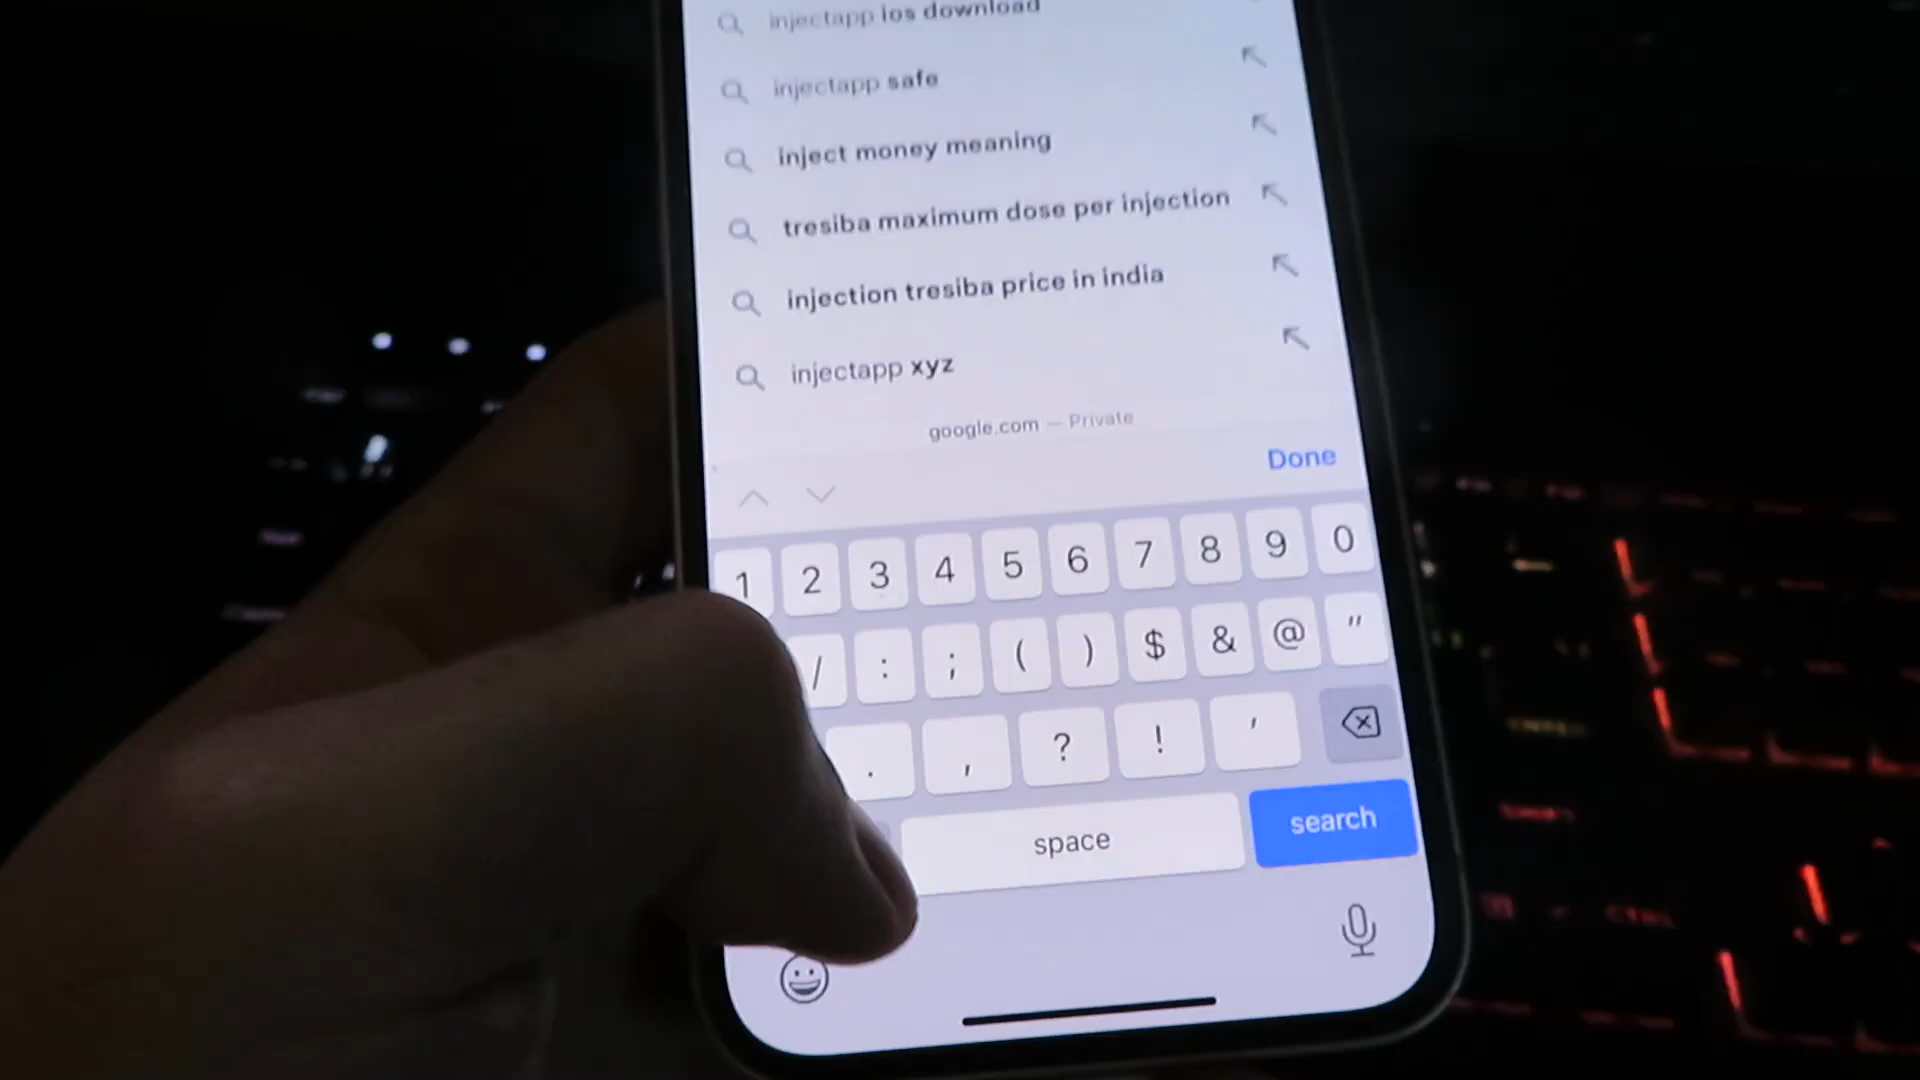 injectapp ios download
injectapp safe
inject money meaning
tresiba maximum dose per injection
injection tresiba price in india
injectapp xyz
google.com — Private
Done
1 2 3 4 5 6 7 8 9 0
/ : ; ( ) $ & @ "
. , ? ! '
space search
CTRL